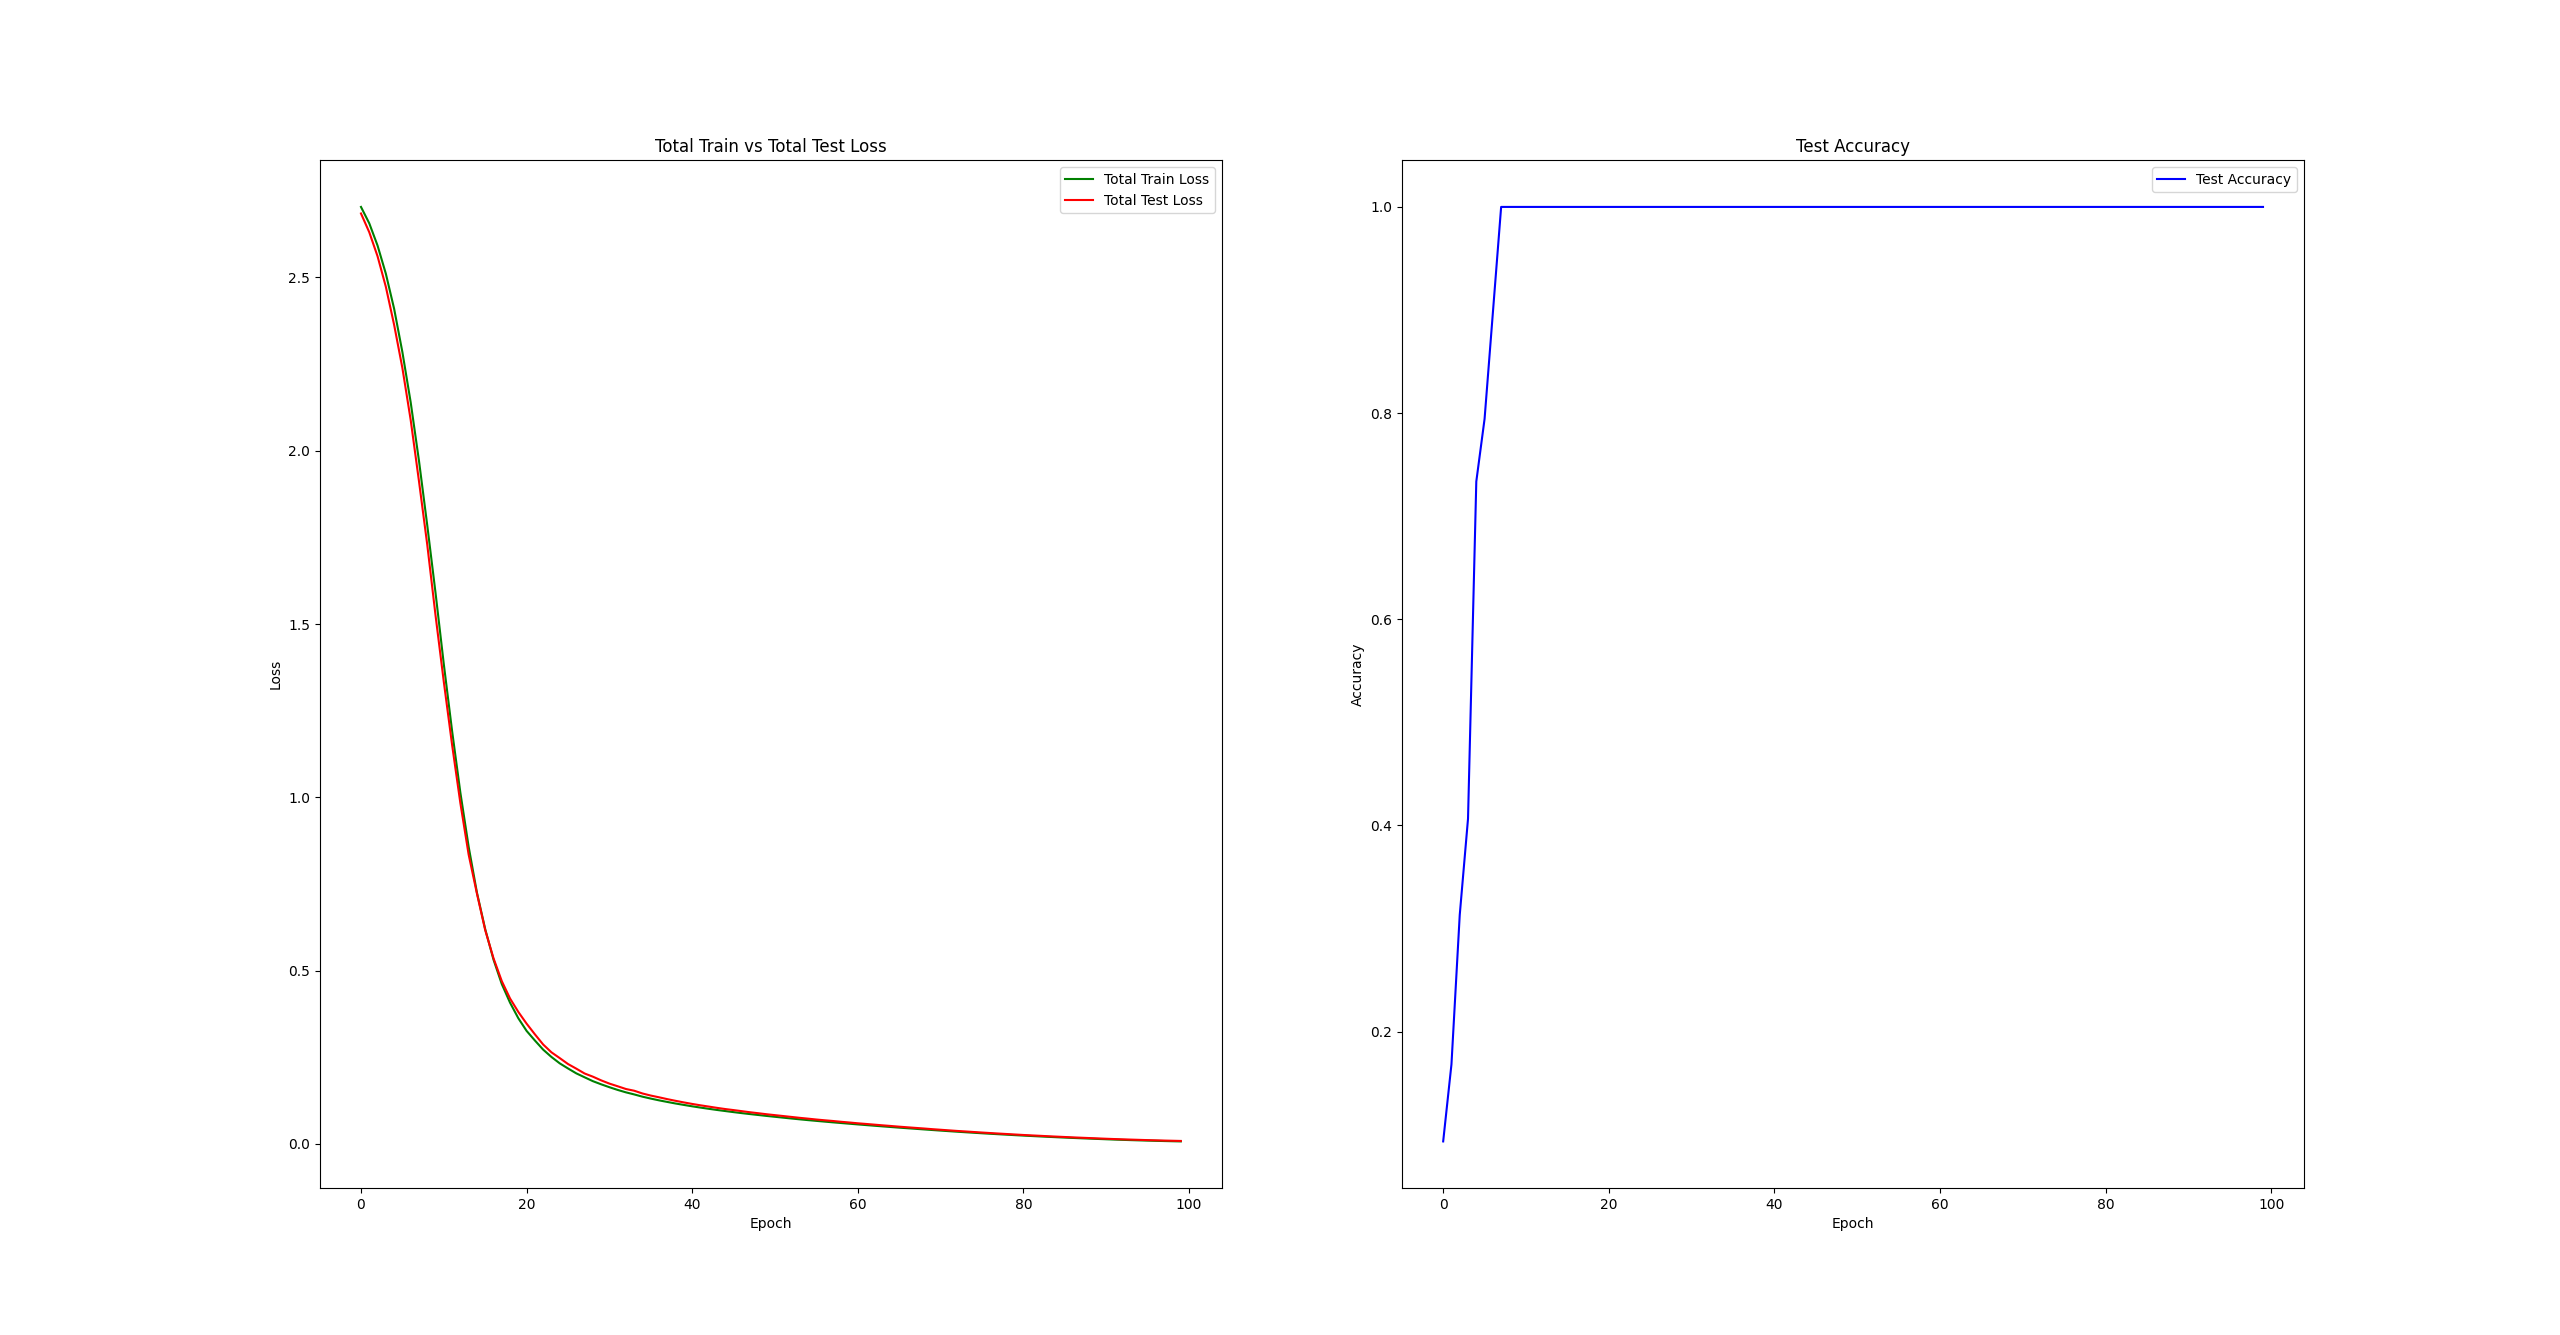 Total Train vs Total Test Loss
Total Train Loss
Total Test Loss
2.5
2.0
1.5
1.0
0.5
0.0
Loss
0 20 40 60 80 100
Epoch
Test Accuracy
Test Accuracy
1.0
0.8
0.6
0.4
0.2
Accuracy
0 20 40 60 80 100
Epoch